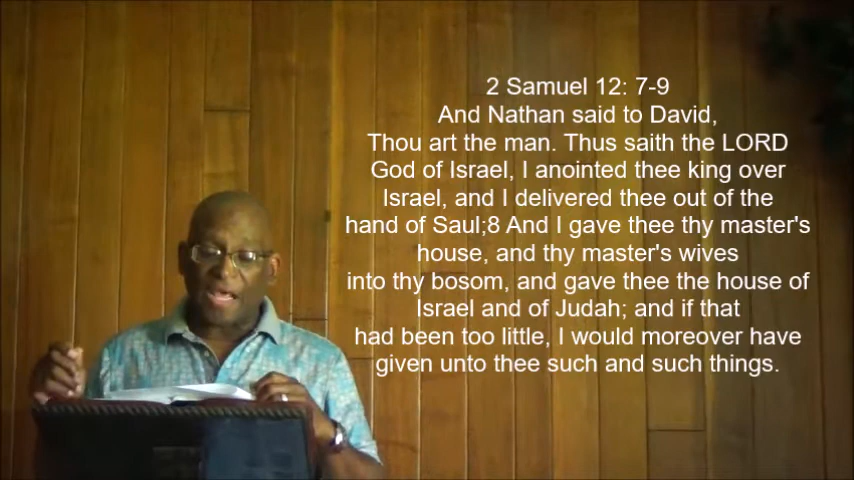 2 Samuel 12: 7-9
And Nathan said to David,
Thou art the man. Thus saith the LORD
God of Israel, I anointed thee king over
Israel, and I delivered thee out of the
hand of Saul;8 And I gave thee thy master's
house, and thy master's wives
into thy bosom, and gave thee the house of
Israel and of Judah; and if that
had been too little, I would moreover have
given unto thee such and such things.